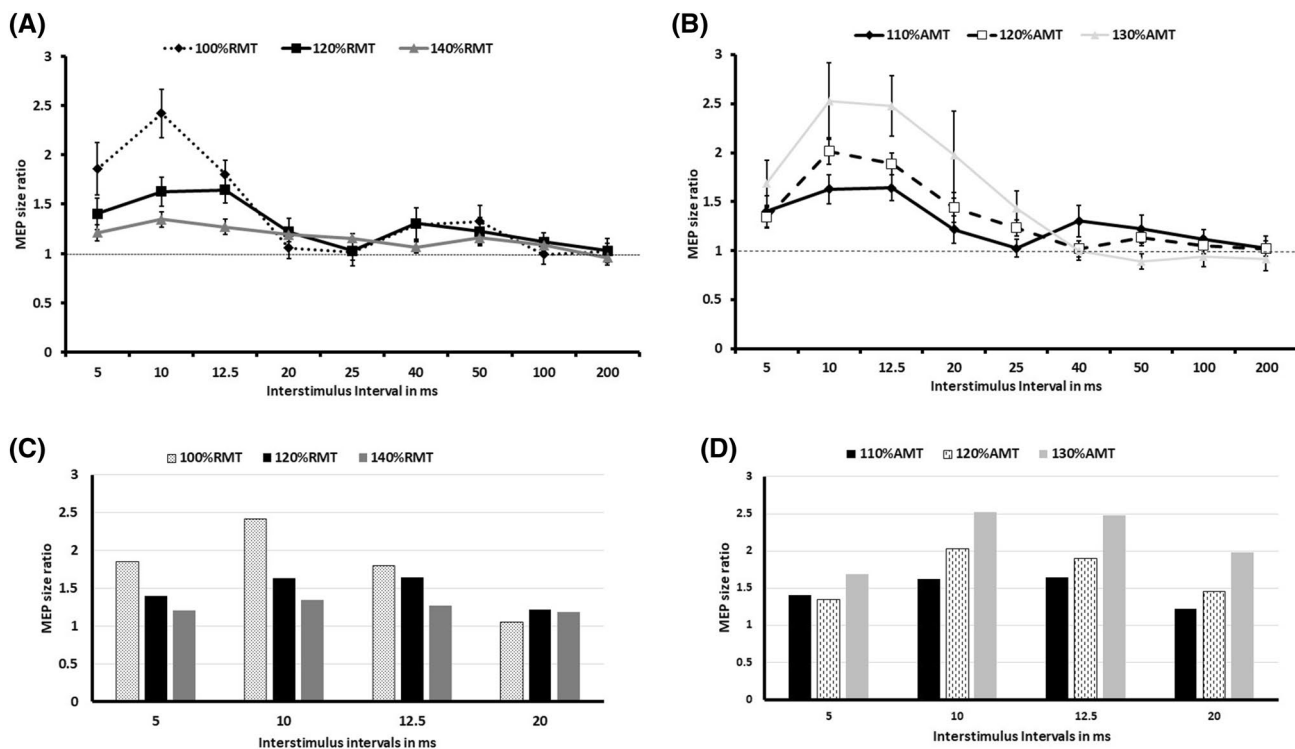 (A)
100%RMT 120%RMT 140%RMT
3
2.5
2
1.5
1
0.5
0
MEP size ratio
5 10 12.5 20 25 40 50 100 200
Interstimulus Interval in ms
(B)
110%AMT 120%AMT 130%AMT
3
2.5
2
1.5
1
0.5
0
MEP size ratio
5 10 12.5 20 25 40 50 100 200
Interstimulus Interval in ms
(C)
100%RMT 120%RMT 140%RMT
3
2.5
2
1.5
1
0.5
0
MEP size ratio
5 10 12.5 20
Interstimulus intervals in ms
(D)
110%AMT 120%AMT 130%AMT
3
2.5
2
1.5
1
0.5
0
MEP size ratio
5 10 12.5 20
Interstimulus intervals in ms